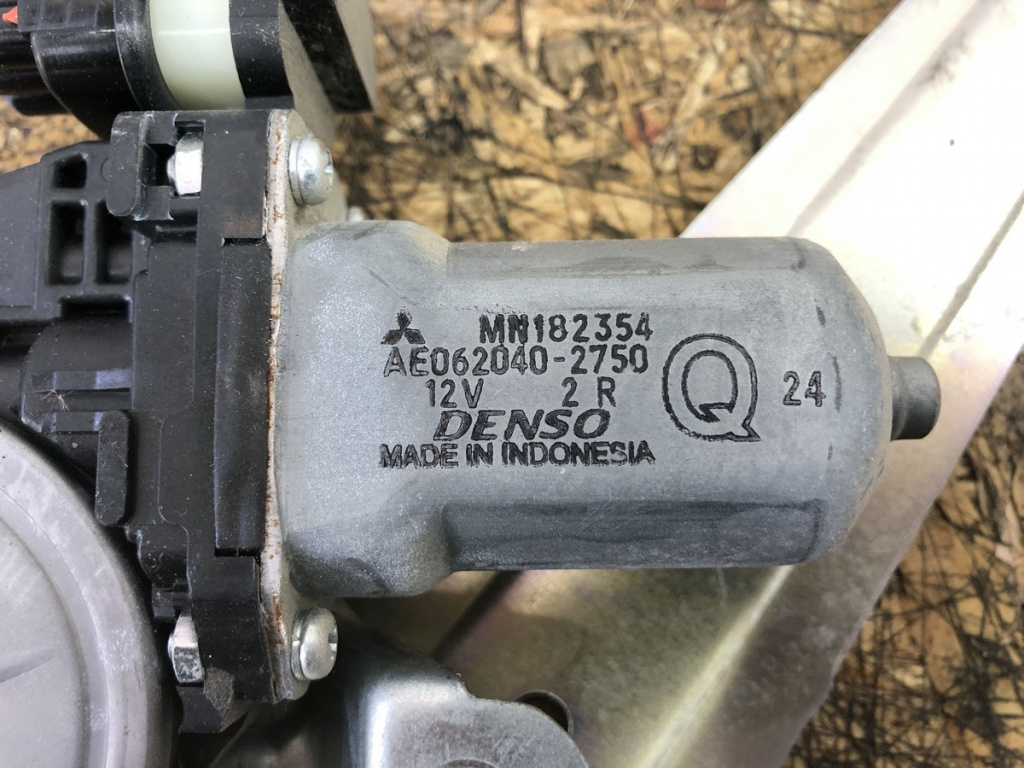 MN182354
AE062040-2750
12V 2 R
DENSO
MADE IN INDONESIA
Q
24